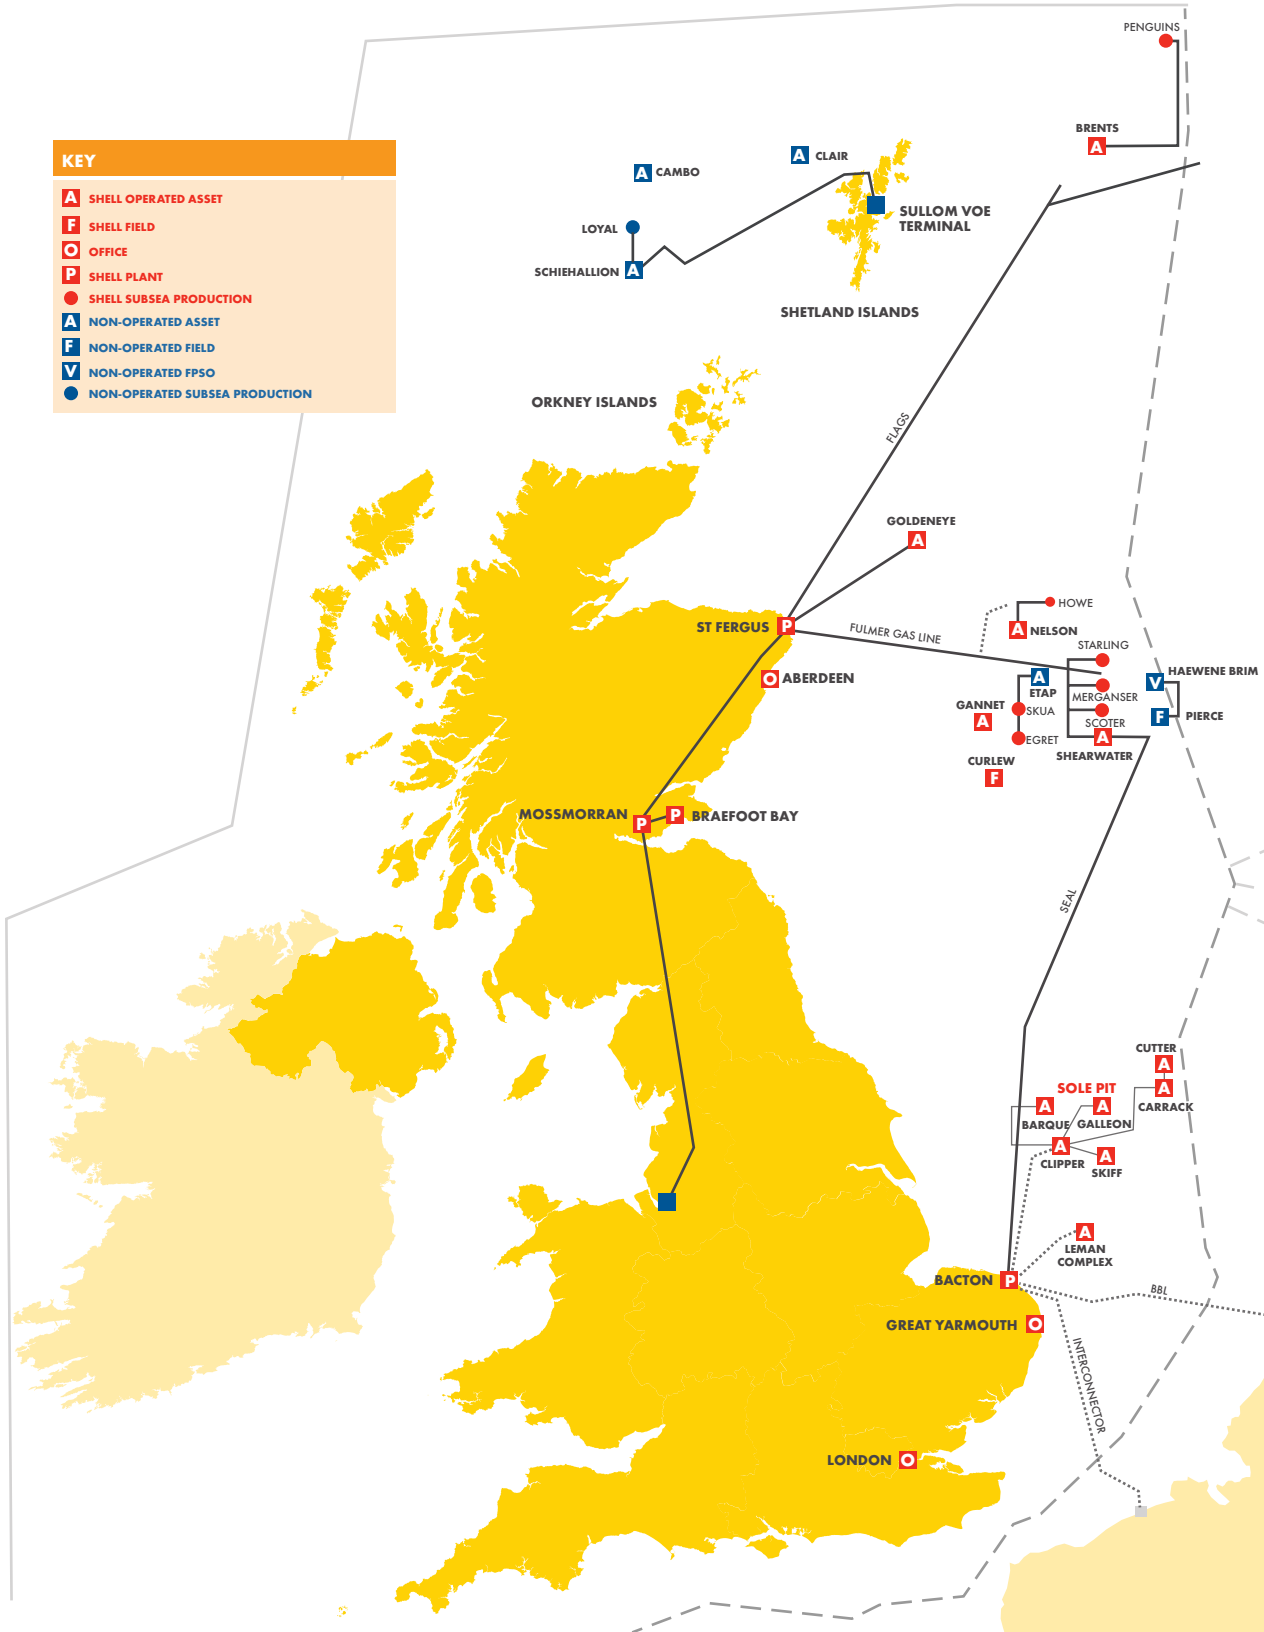 PENGUINS
BRENTS
A
KEY
A SHELL OPERATED ASSET
F SHELL FIELD
O OFFICE
P SHELL PLANT
SHELL SUBSEA PRODUCTION
A NON-OPERATED ASSET
F NON-OPERATED FIELD
V NON-OPERATED FPSO
NON-OPERATED SUBSEA PRODUCTION
A CLAIR
A CAMBO
LOYAL
SCHIEHALLION A
SULLOM VOE
TERMINAL
SHETLAND ISLANDS
ORKNEY ISLANDS
FLAGS
GOLDENEYE
A
ST FERGUS P
FULMER GAS LINE
HOWE
A NELSON
STARLING
O ABERDEEN
A
ETAP
MERGANSER
HAEWENE BRIM
V
GANNET
A
SKUA
SCOTER
F PIERCE
EGRET
A
SHEARWATER
CURLEW
F
MOSSMORRAN P
P BRAEFOOT BAY
SEAL
CUTTER
A
SOLE PIT
A
CARRACK
A
BARQUE
A
GALLEON
A
CLIPPER
A
SKIFF
A
LEMAN
COMPLEX
BACTON P
BBL
GREAT YARMOUTH O
INTERCONNECTOR
LONDON O